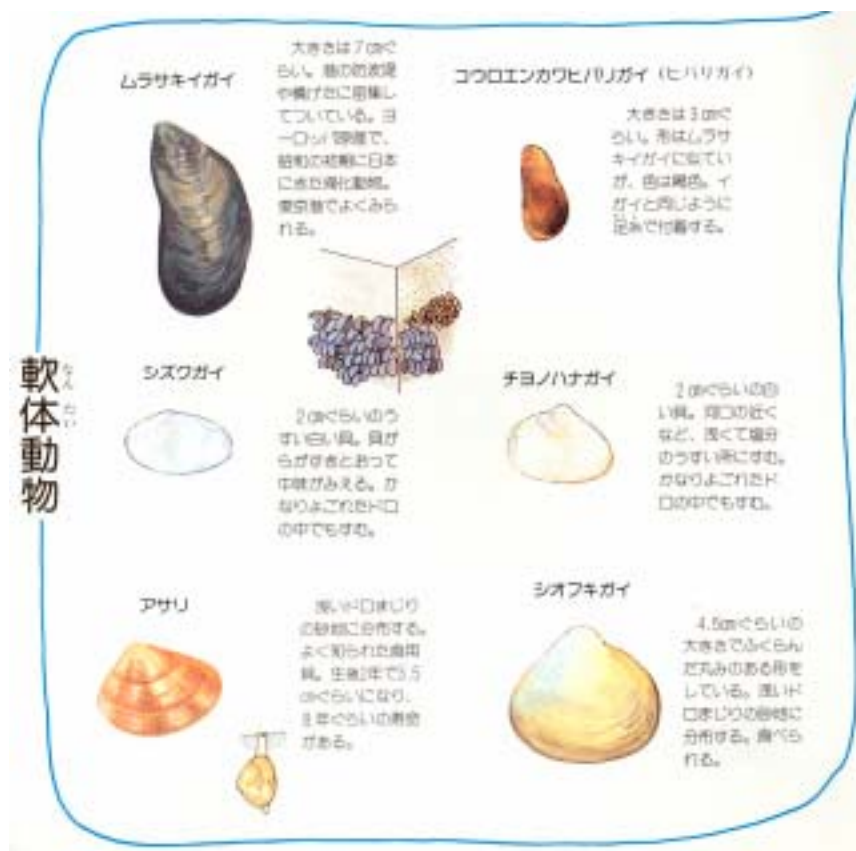 軟体動物
なんたい
ムラサキイガイ
大きさは7cmぐ
らい。港の防波堤
や橋げたに密集し
てついている。ヨ
ーロッパ原産で、
昭和の初期に日本
にきた帰化動物。
東京港でよくみら
れる。
コウロエンカワヒバリガイ（ヒバリガイ）
大きさは3cmぐ
らい。形はムラサ
キイガイに似てい
が、色は褐色。イ
ガイと同じように
足糸で付着する。
シズクガイ
2cmぐらいのう
すい白い貝。貝が
らがすきとおって
中味がみえる。か
なりよごれたドロ
の中でもすむ。
チヨノハナガイ
2cmぐらいの白
い貝。河口の近く
など、浅くて塩分
のうすい所にすむ。
かなりよごれたド
ロの中でもすむ。
アサリ
浅いドロまじり
の砂地に分布する。
よく知られた食用
貝。生後2年で3.5
cmぐらいになり、
8年ぐらいの寿命
がある。
シオフキガイ
4.5cmぐらいの
大きさでふくらん
だ丸みのある形を
している。浅いド
ロまじりの砂地に
分布する。食べら
れる。